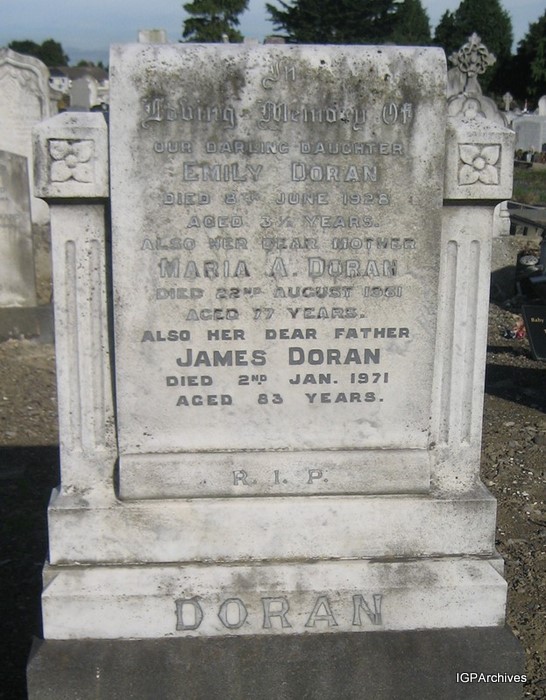 In
Loving Memory Of
OUR DARLING DAUGHTER
EMILY DORAN
DIED 8TH JUNE 1928
AGED 3½ YEARS.
ALSO HER DEAR MOTHER
MARIA A. DORAN
DIED 22ND AUGUST 1961
AGED 77 YEARS.
ALSO HER DEAR FATHER
JAMES DORAN
DIED 2ND JAN. 1971
AGED 83 YEARS.
R. I. P.
DORAN
Baby
IGPArchives